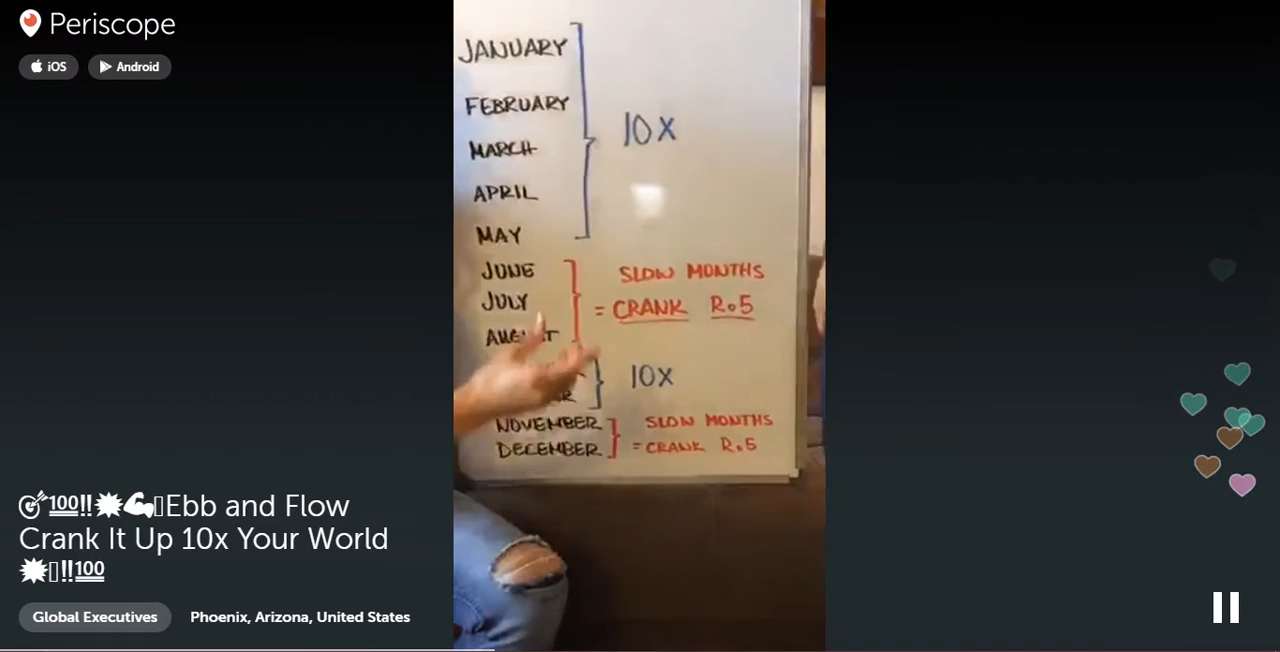 Periscope
iOS
Android
JANUARY
FEBRUARY
MARCH
APRIL
MAY
10X
JUNE
JULY
AUGUST
SLOW MONTHS
= CRANK R.5
10X
NOVEMBER
DECEMBER
SLOW MONTHS
= CRANK R.5
🎯💯‼💥💪Ebb and Flow
Crank It Up 10x Your World
💥‼💯
Global Executives
Phoenix, Arizona, United States